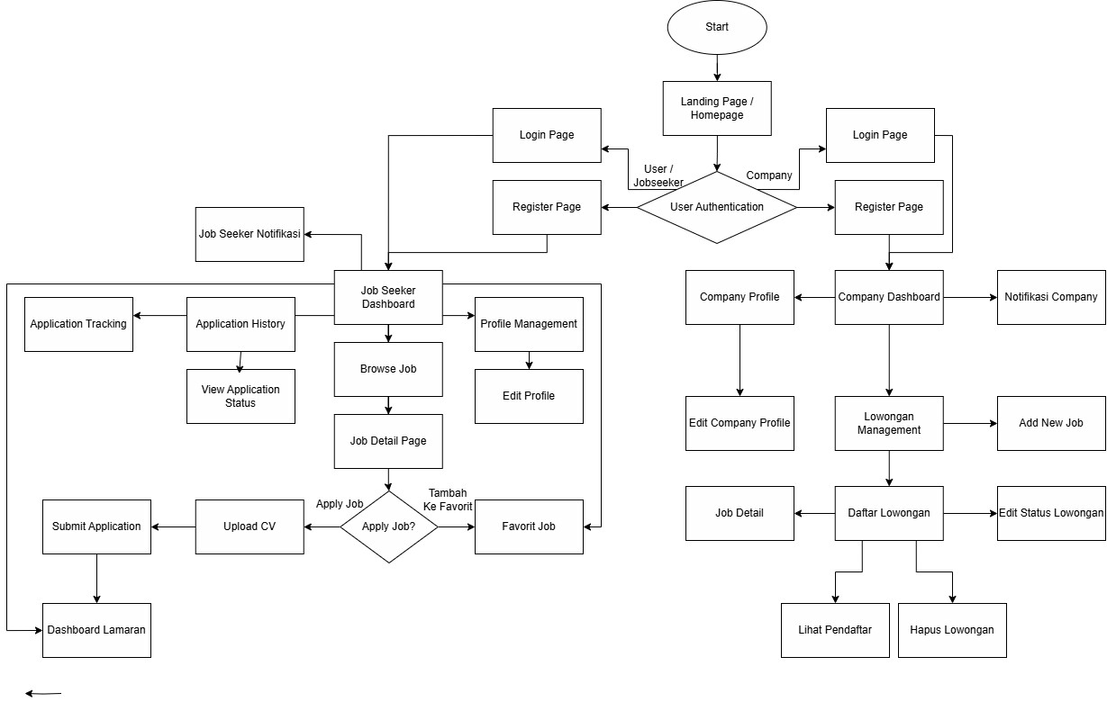 Start
Landing Page /
Homepage
Login Page
Login Page
User /
Jobseeker
Company
Register Page
User Authentication
Register Page
Job Seeker Notifikasi
Job Seeker
Dashboard
Company Profile
Company Dashboard
Notifikasi Company
Application Tracking
Application History
Profile Management
Browse Job
View Application
Status
Edit Profile
Edit Company Profile
Lowongan
Management
Add New Job
Job Detail Page
Apply Job
Tambah
Ke Favorit
Submit Application
Upload CV
Apply Job?
Favorit Job
Job Detail
Daftar Lowongan
Edit Status Lowongan
Dashboard Lamaran
Lihat Pendaftar
Hapus Lowongan